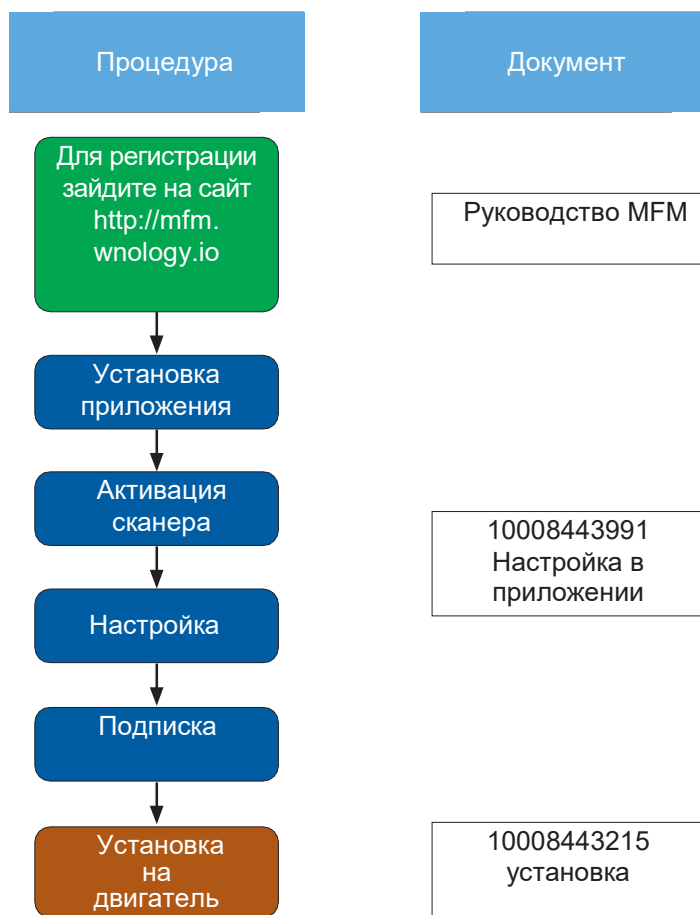 Процедура
Документ
Для регистрации
зайдите на сайт
http://mfm.
wnology.io
Руководство MFM
Установка
приложения
Активация
сканера
10008443991
Настройка в
приложении
Настройка
Подписка
Установка
на
двигатель
10008443215
установка